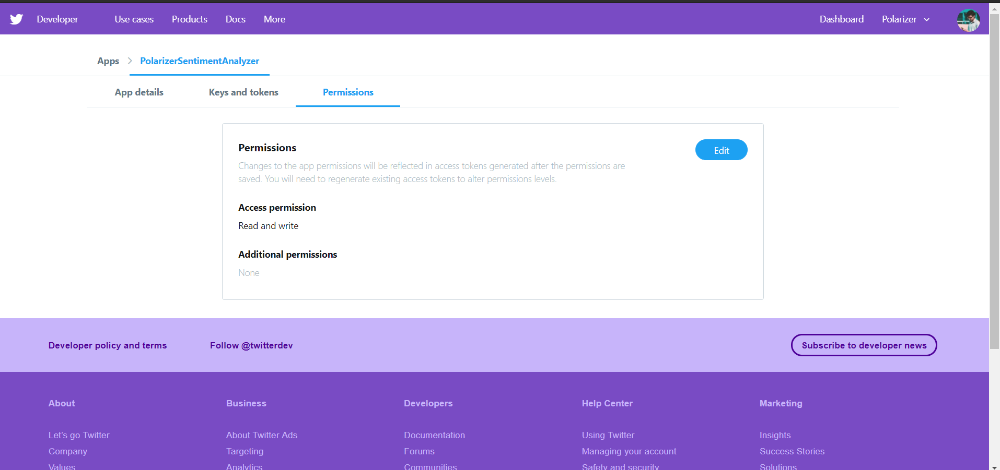 Developer Use cases Products Docs More Dashboard Polarizer
Apps PolarizerSentimentAnalyzer
App details Keys and tokens Permissions
Permissions
Edit
Changes to the app permissions will be reflected in access tokens generated after the permissions are
saved. You will need to regenerate existing access tokens to alter permissions levels.
Access permission
Read and write
Additional permissions
None
Developer policy and terms Follow @twitterdev Subscribe to developer news
About Business Developers Help Center Marketing
Let's go Twitter About Twitter Ads Documentation Using Twitter Insights
Company Targeting Forums Managing your account Success Stories
Values Analytics Communities Safety and security Solutions